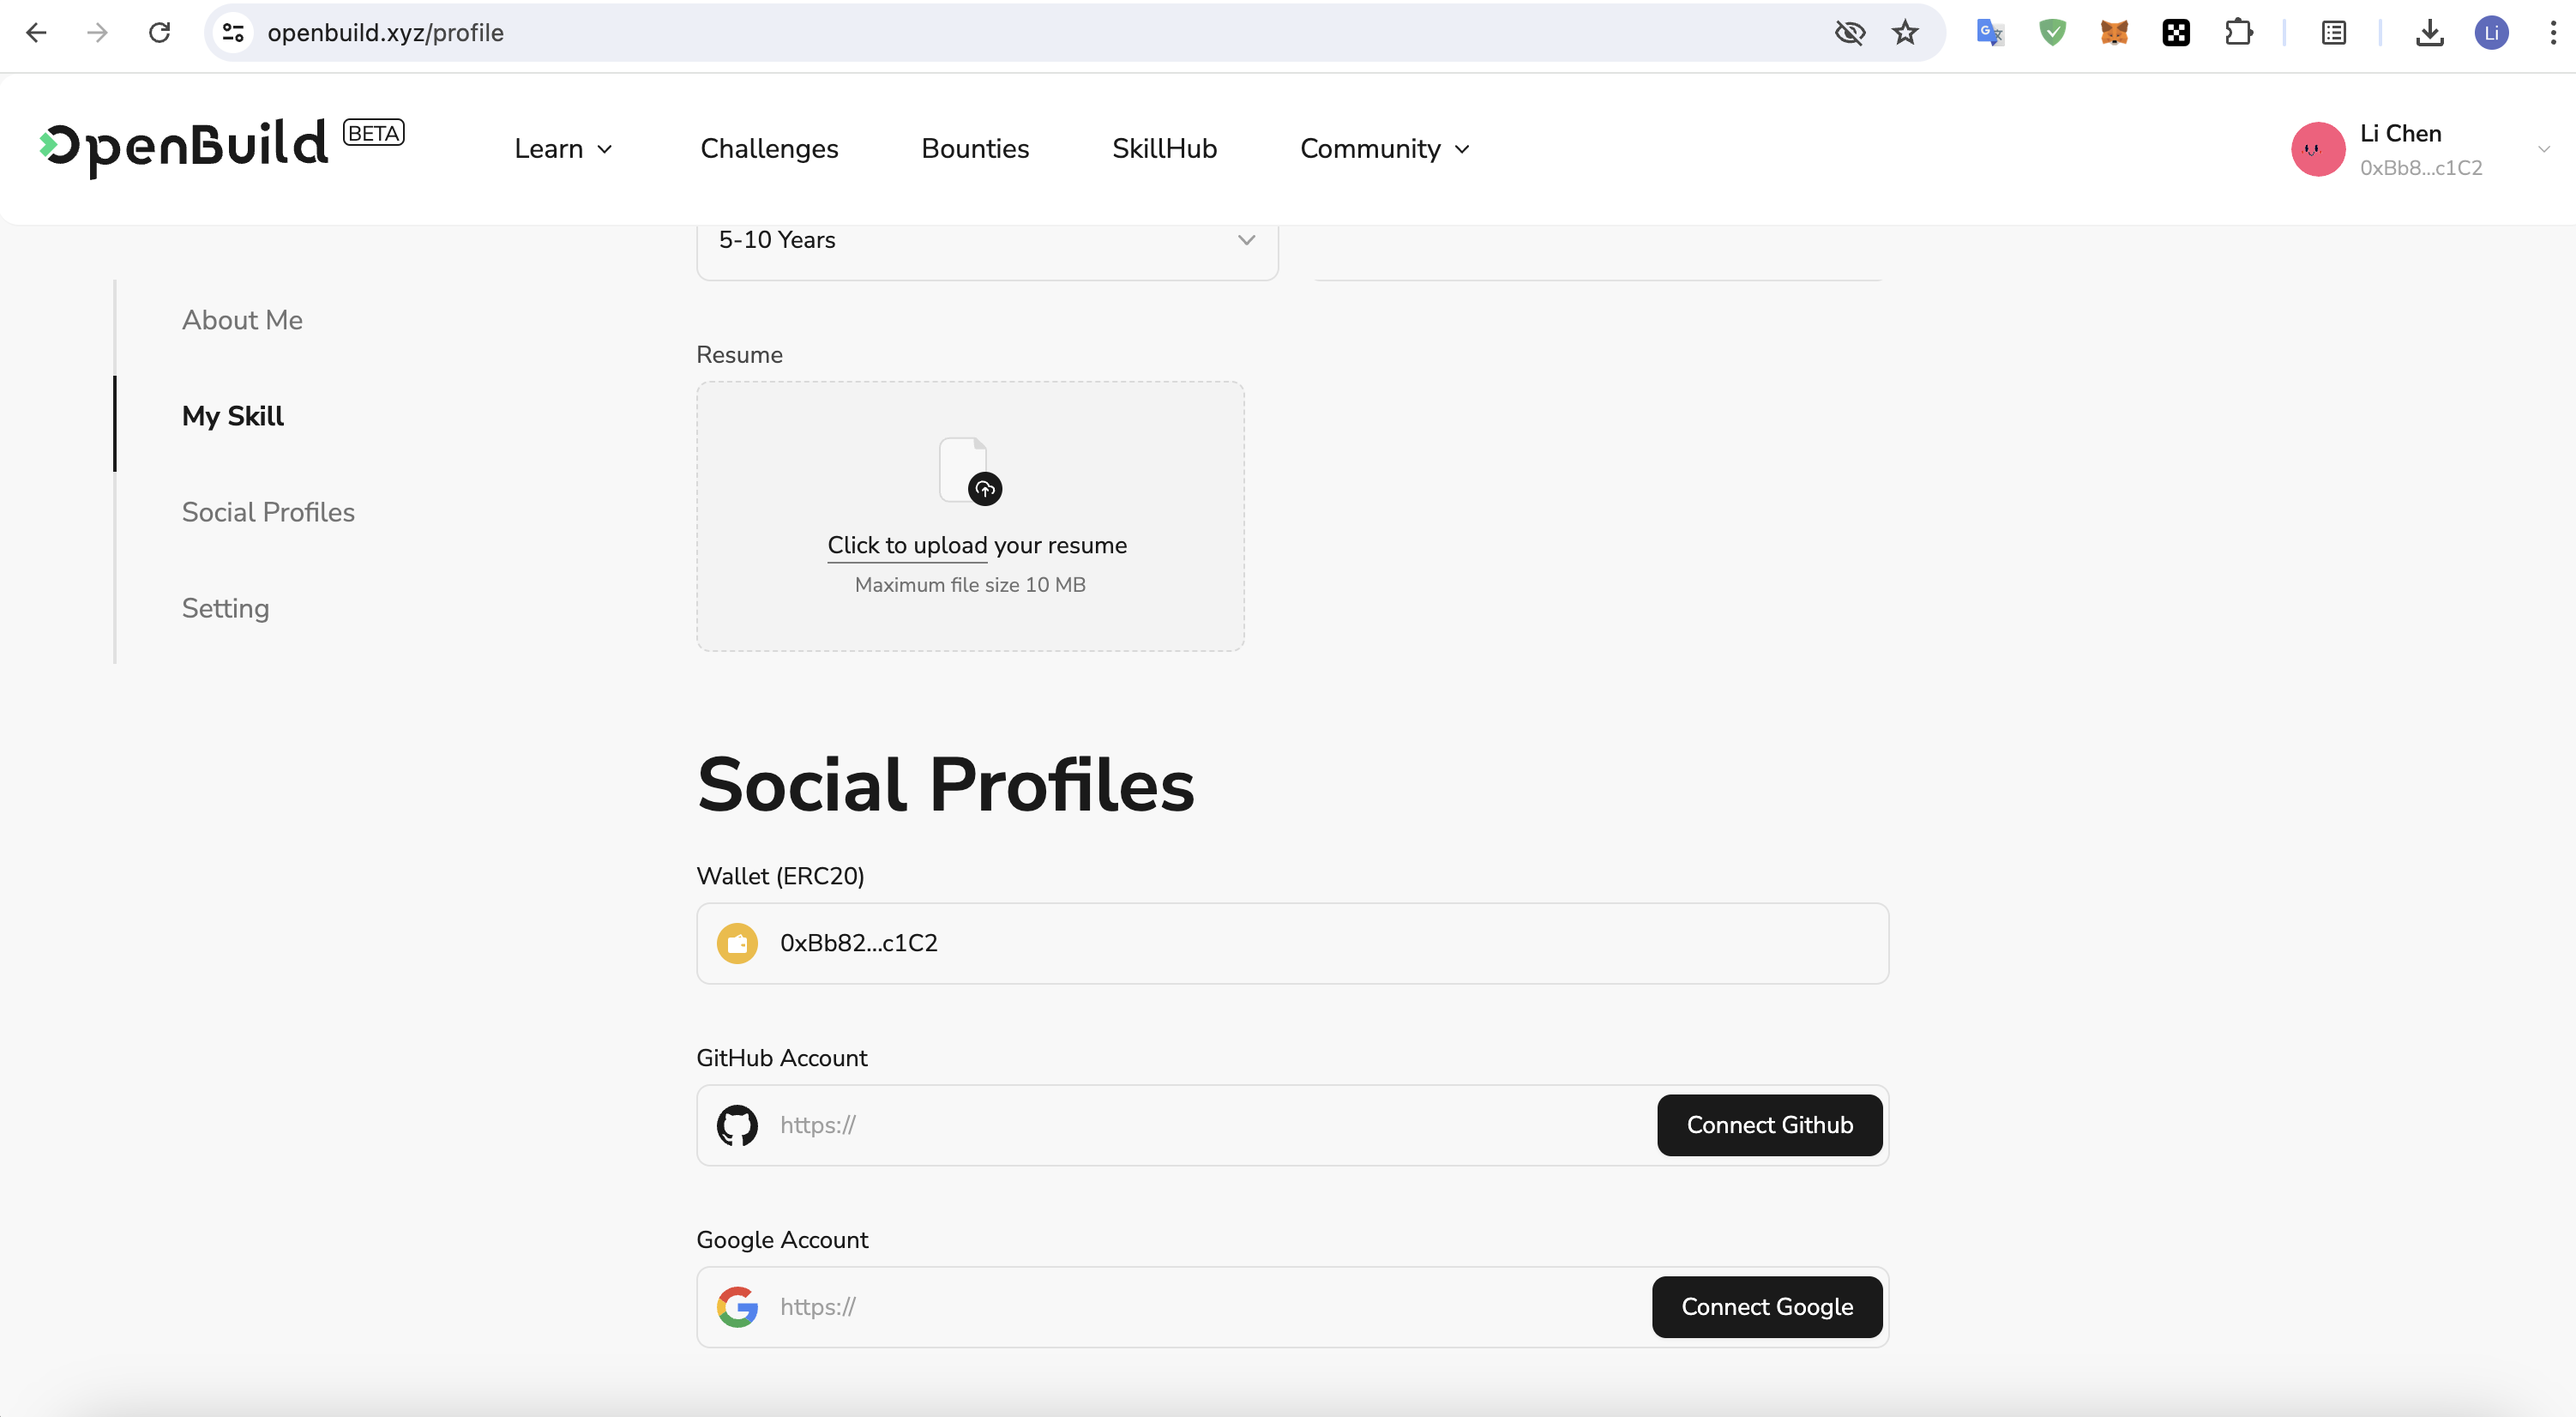 openbuild.xyz/profile
Li
OpenBuild BETA
Learn
Challenges
Bounties
SkillHub
Community
Li Chen
0xBb8...c1C2
5-10 Years
About Me
My Skill
Social Profiles
Setting
Resume
Click to upload your resume
Maximum file size 10 MB
Social Profiles
Wallet (ERC20)
0xBb82...c1C2
GitHub Account
https://
Connect Github
Google Account
https://
Connect Google